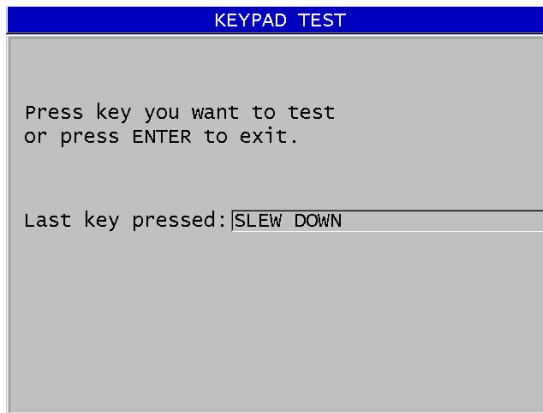 KEYPAD TEST
Press key you want to test
or press ENTER to exit.
Last key pressed: SLEW DOWN